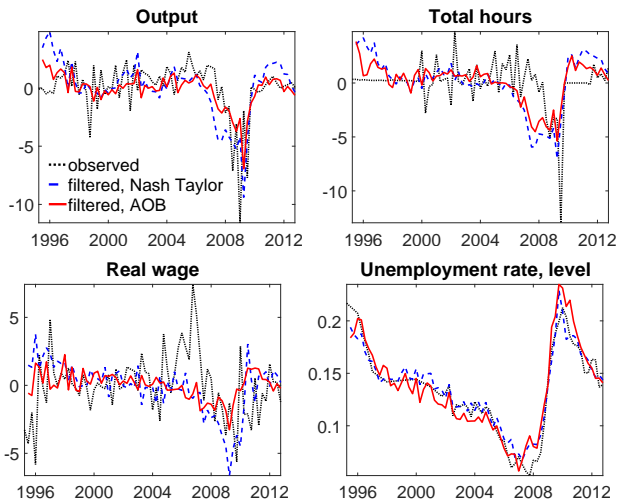 Output
0
-5
-10
observed
filtered, Nash Taylor
filtered, AOB
1996 2000 2004 2008 2012
Total hours
0
-5
-10
1996 2000 2004 2008 2012
Real wage
5
0
-5
1996 2000 2004 2008 2012
Unemployment rate, level
0.2
0.15
0.1
1996 2000 2004 2008 2012